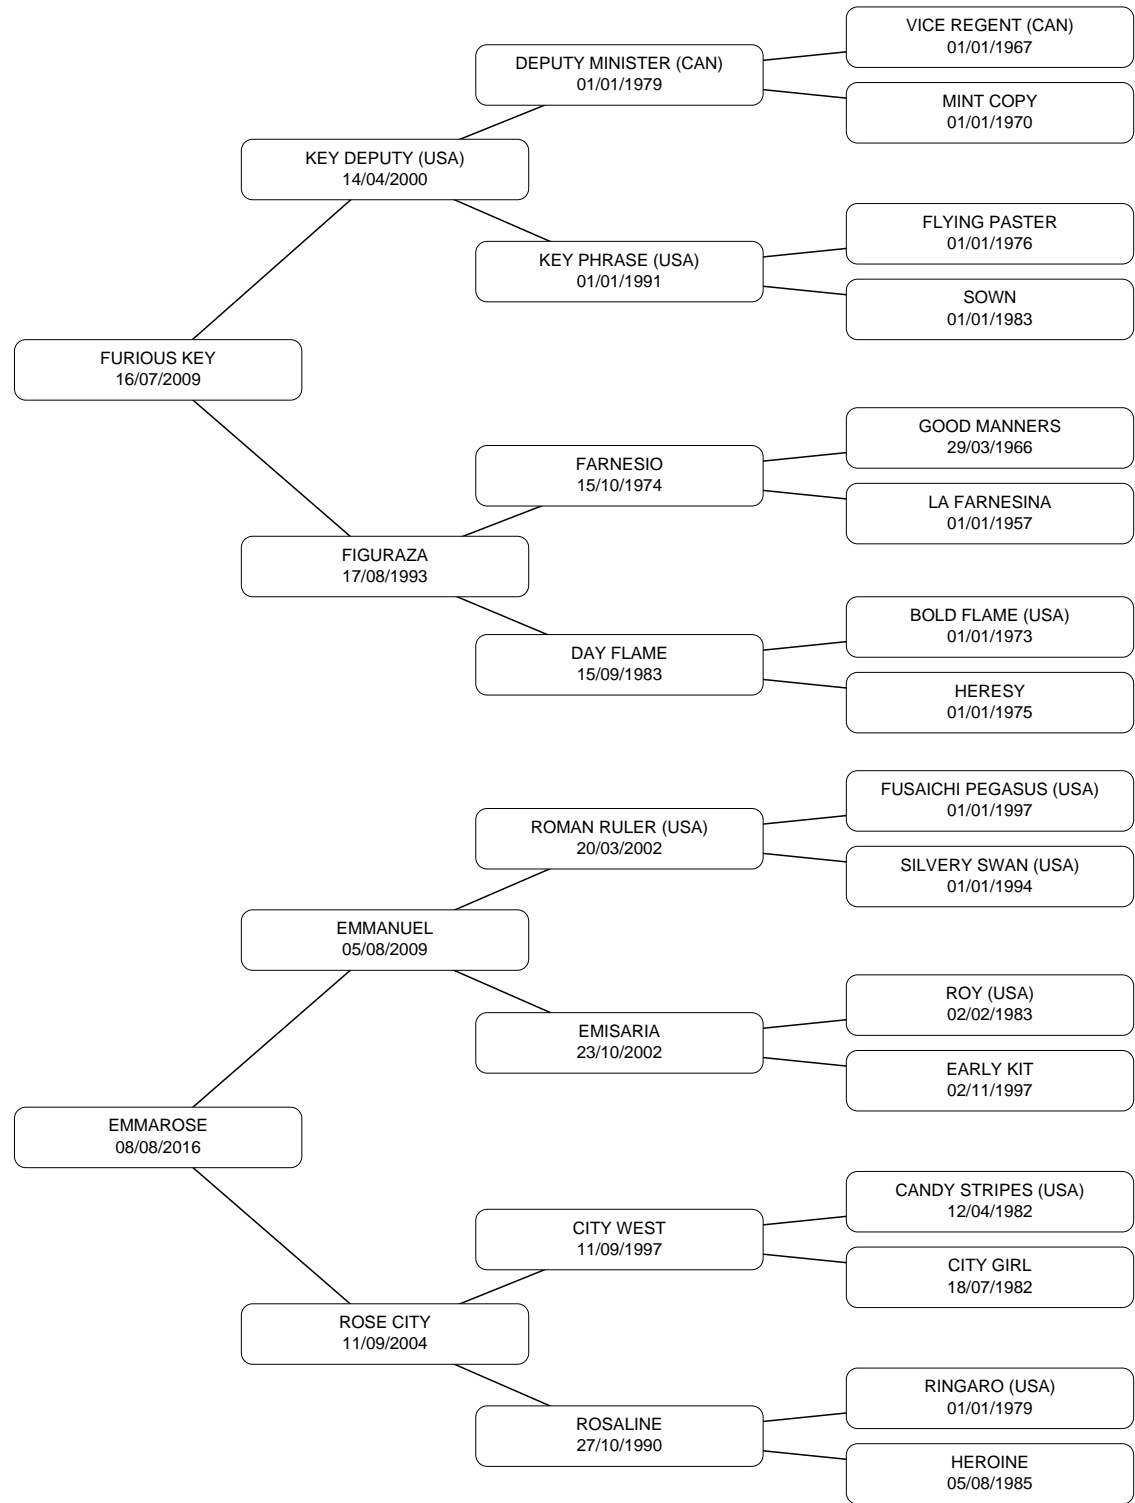 VICE REGENT (CAN)
01/01/1967
DEPUTY MINISTER (CAN)
01/01/1979
MINT COPY
01/01/1970
KEY DEPUTY (USA)
14/04/2000
FLYING PASTER
01/01/1976
KEY PHRASE (USA)
01/01/1991
SOWN
01/01/1983
FURIOUS KEY
16/07/2009
GOOD MANNERS
29/03/1966
FARNESIO
15/10/1974
LA FARNESINA
01/01/1957
FIGURAZA
17/08/1993
BOLD FLAME (USA)
01/01/1973
DAY FLAME
15/09/1983
HERESY
01/01/1975
FUSAICHI PEGASUS (USA)
01/01/1997
ROMAN RULER (USA)
20/03/2002
SILVERY SWAN (USA)
01/01/1994
EMMANUEL
05/08/2009
ROY (USA)
02/02/1983
EMISARIA
23/10/2002
EARLY KIT
02/11/1997
EMMAROSE
08/08/2016
CANDY STRIPES (USA)
12/04/1982
CITY WEST
11/09/1997
CITY GIRL
18/07/1982
ROSE CITY
11/09/2004
RINGARO (USA)
01/01/1979
ROSALINE
27/10/1990
HEROINE
05/08/1985